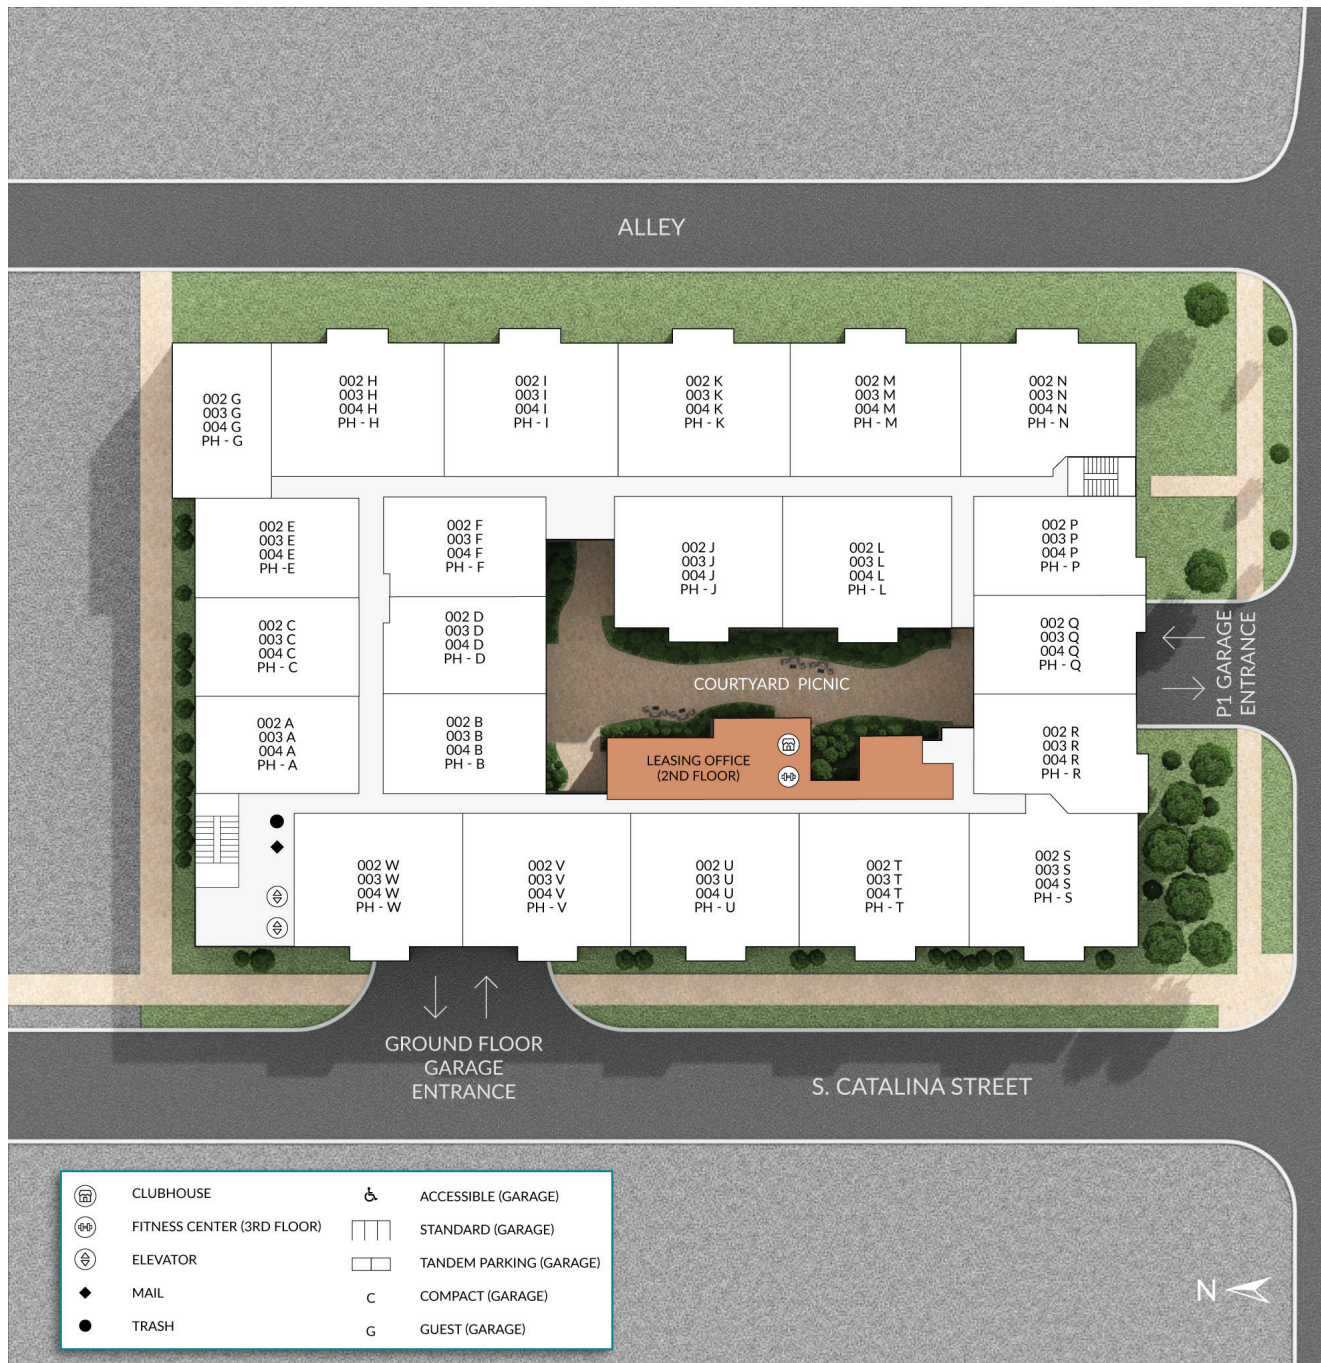 ALLEY
002 G
003 G
004 G
PH - G
002 H
003 H
004 H
PH - H
002 I
003 I
004 I
PH - I
002 K
003 K
004 K
PH - K
002 M
003 M
004 M
PH - M
002 N
003 N
004 N
PH - N
002 E
003 E
004 E
PH -E
002 F
003 F
004 F
PH - F
002 J
003 J
004 J
PH - J
002 L
003 L
004 L
PH - L
002 P
003 P
004 P
PH - P
002 C
003 C
004 C
PH - C
002 D
003 D
004 D
PH - D
002 Q
003 Q
004 Q
PH - Q
P1 GARAGE
ENTRANCE
COURTYARD PICNIC
002 A
003 A
004 A
PH - A
002 B
003 B
004 B
PH - B
LEASING OFFICE
(2ND FLOOR)
002 R
003 R
004 R
PH - R
002 W
003 W
004 W
PH - W
002 V
003 V
004 V
PH - V
002 U
003 U
004 U
PH - U
002 T
003 T
004 T
PH - T
002 S
003 S
004 S
PH - S
GROUND FLOOR
GARAGE
ENTRANCE
S. CATALINA STREET
CLUBHOUSE
FITNESS CENTER (3RD FLOOR)
ELEVATOR
MAIL
TRASH
ACCESSIBLE (GARAGE)
STANDARD (GARAGE)
TANDEM PARKING (GARAGE)
C COMPACT (GARAGE)
G GUEST (GARAGE)
N